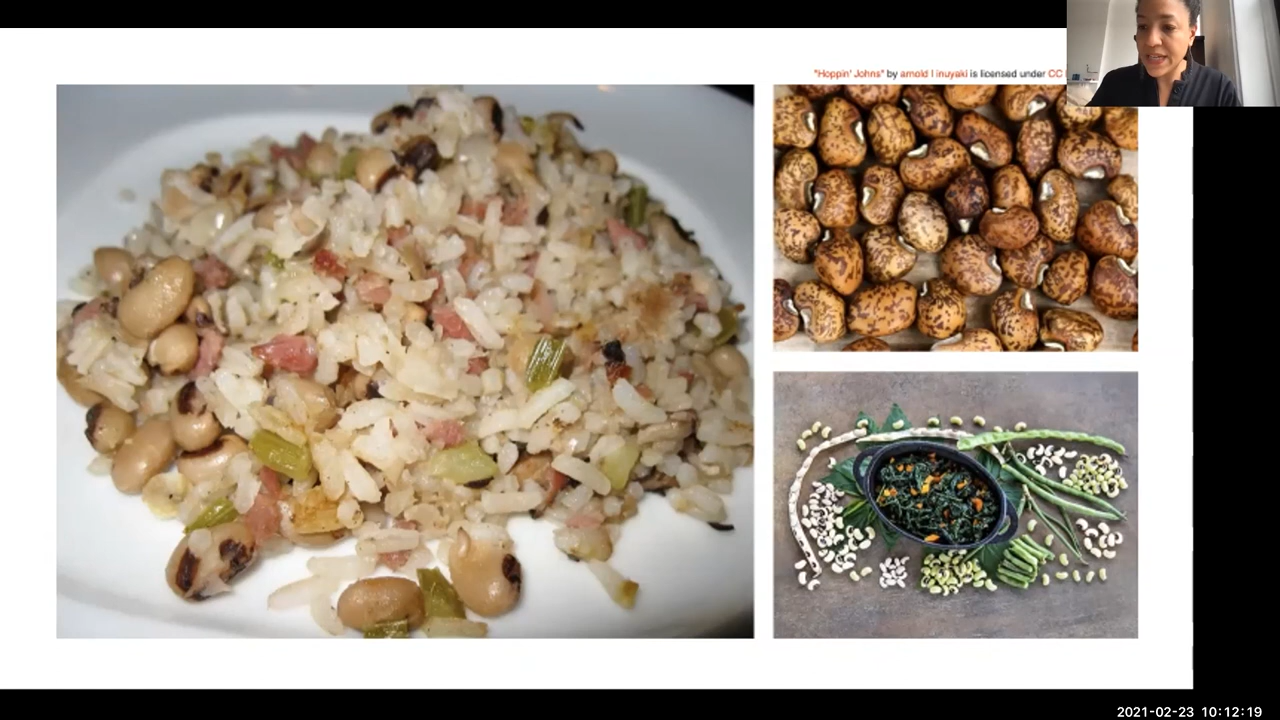 "Hoppin' Johns" by arnold | inuyaki is licensed under CC
2021-02-23 10:12:19